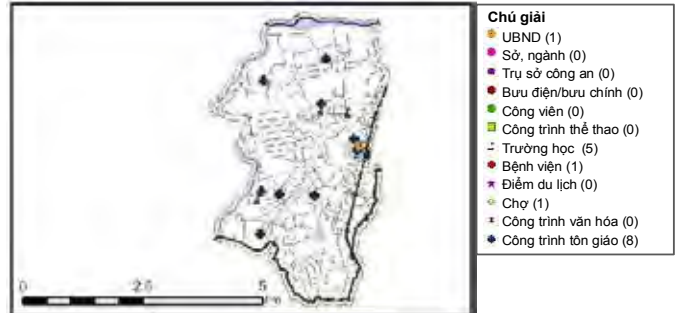 Chú giải
UBND (1)
Sở, ngành (0)
Trụ sở công an (0)
Bưu điện/bưu chính (0)
Công viên (0)
Công trình thể thao (0)
Trường học (5)
Bệnh viện (1)
Điểm du lịch (0)
Chợ (1)
Công trình văn hóa (0)
Công trình tôn giáo (8)
0 2.5 5